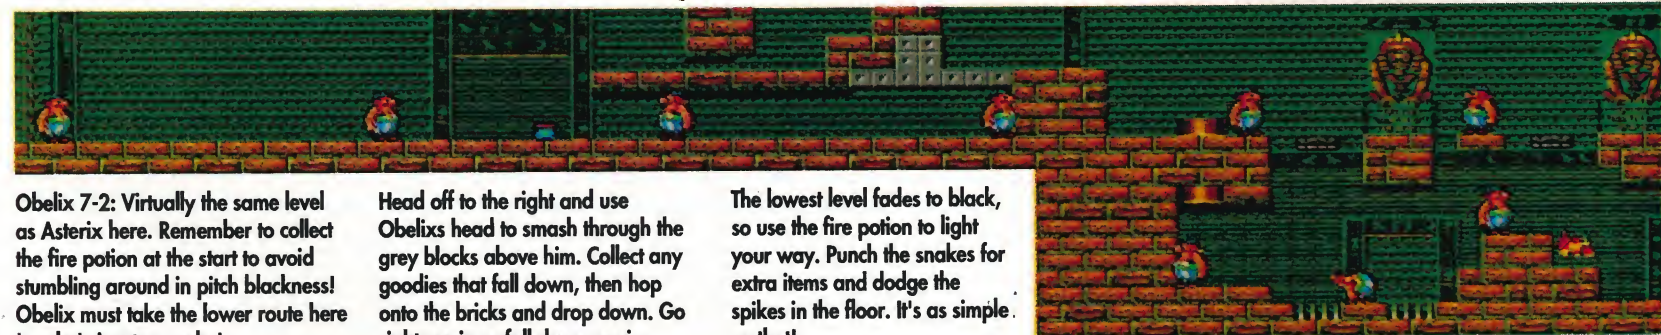 Obelix 7-2: Virtually the same level
as Asterix here. Remember to collect
the fire potion at the start to avoid
stumbling around in pitch blackness!
Obelix must take the lower route here
Head off to the right and use
Obelixs head to smash through the
grey blocks above him. Collect any
goodies that fall down, then hop
onto the bricks and drop down. Go
The lowest level fades to black,
so use the fire potion to light
your way. Punch the snakes for
extra items and dodge the
spikes in the floor. It's as simple